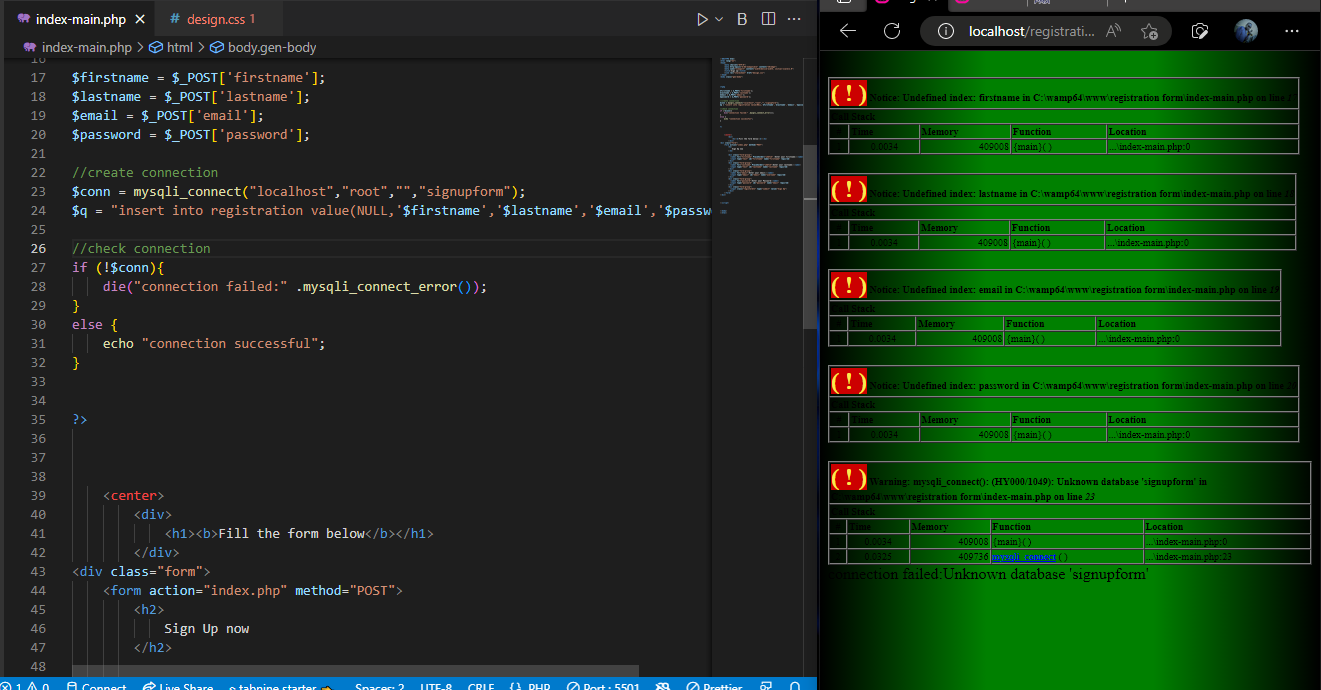 index-main.php
design.css 1
B
index-main.php > html > body.gen-body
16
17 $firstname = $_POST['firstname'];
18 $lastname = $_POST['lastname'];
19 $email = $_POST['email'];
20 $password = $_POST['password'];
21
22 //create connection
23 $conn = mysqli_connect("localhost","root","","signupform");
24 $q = "insert into registration value(NULL,'$firstname','$lastname','$email','$passw
25
26 //check connection
27 if (!$conn){
28 die("connection failed:" .mysqli_connect_error());
29 }
30 else {
31 echo "connection successful";
32 }
33
34
35 ?>
36
37
38
39 <center>
40 <div>
41 <h1><b>Fill the form below</b></h1>
42 </div>
43 <div class="form">
44 <form action="index.php" method="POST">
45 <h2>
46 Sign Up now
47 </h2>
48
1 0 Connect Live Share tabnine starter Spaces: 2 UTF-8 CRLF {} PHP Port : 5501 Prettier
localhost/registrati...
( ! ) Notice: Undefined index: firstname in C:\wamp64\www\registration form\index-main.php on line
Call Stack
# Time Memory Function Location
0.0034 409008 {main}( ) ...\index-main.php:0
( ! ) Notice: Undefined index: lastname in C:\wamp64\www\registration form\index-main.php on line
Call Stack
# Time Memory Function Location
0.0034 409008 {main}( ) ...\index-main.php:0
( ! ) Notice: Undefined index: email in C:\wamp64\www\registration form\index-main.php on line
Call Stack
# Time Memory Function Location
0.0034 409008 {main}( ) ...\index-main.php:0
( ! ) Notice: Undefined index: password in C:\wamp64\www\registration form\index-main.php on line
Call Stack
# Time Memory Function Location
0.0034 409008 {main}( ) ...\index-main.php:0
( ! ) Warning: mysqli_connect(): (HY000/1049): Unknown database 'signupform' in
C:\wamp64\www\registration form\index-main.php on line 23
Call Stack
# Time Memory Function Location
0.0034 409008 {main}( ) ...\index-main.php:0
0.0325 409736 mysqli_connect ( ) ...\index-main.php:23
connection failed:Unknown database 'signupform'